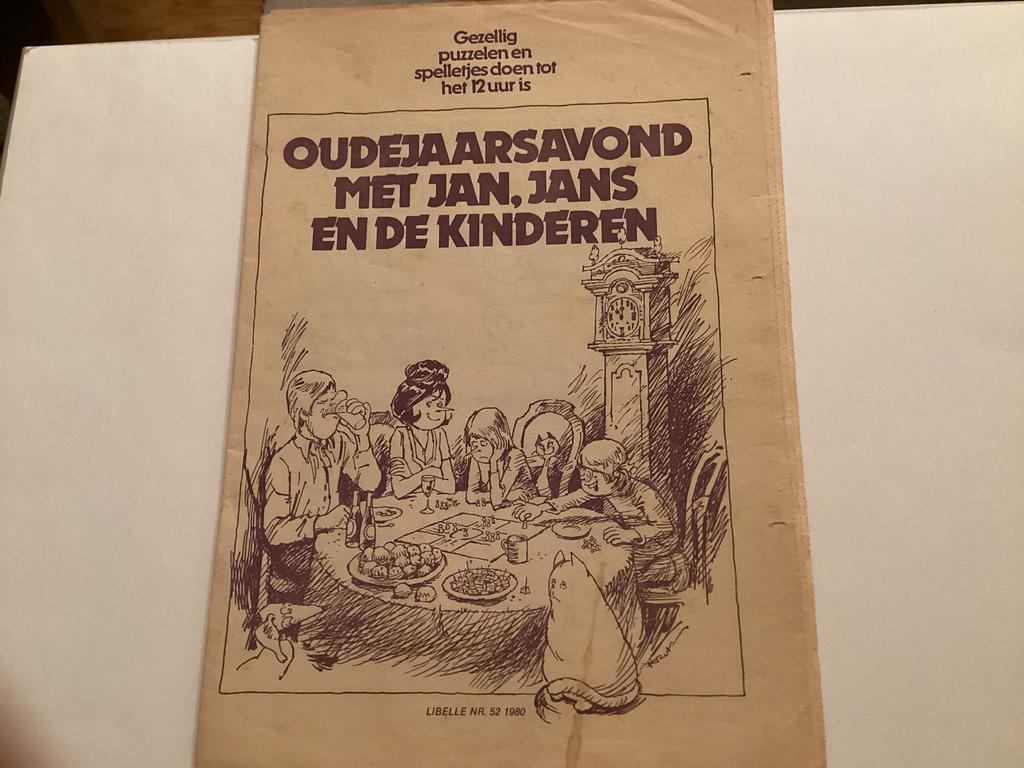 Gezellig
puzzelen en
spelletjes doen tot
het 12 uur is
OUDEJAARSAVOND
MET JAN, JANS
EN DE KINDEREN
LIBELLE NR. 52 1980